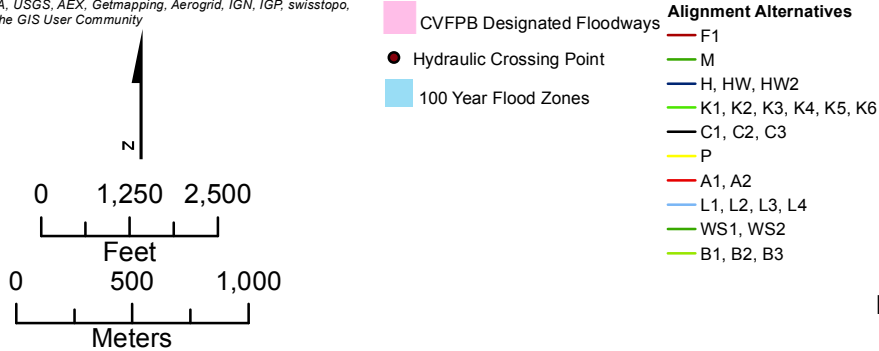 A, USGS, AEX, Getmapping, Aerogrid, IGN, IGP, swisstopo,
he GIS User Community
N
0 1,250 2,500
Feet
0 500 1,000
Meters
CVFPB Designated Floodways
Hydraulic Crossing Point
100 Year Flood Zones
Alignment Alternatives
F1
M
H, HW, HW2
K1, K2, K3, K4, K5, K6
C1, C2, C3
P
A1, A2
L1, L2, L3, L4
WS1, WS2
B1, B2, B3